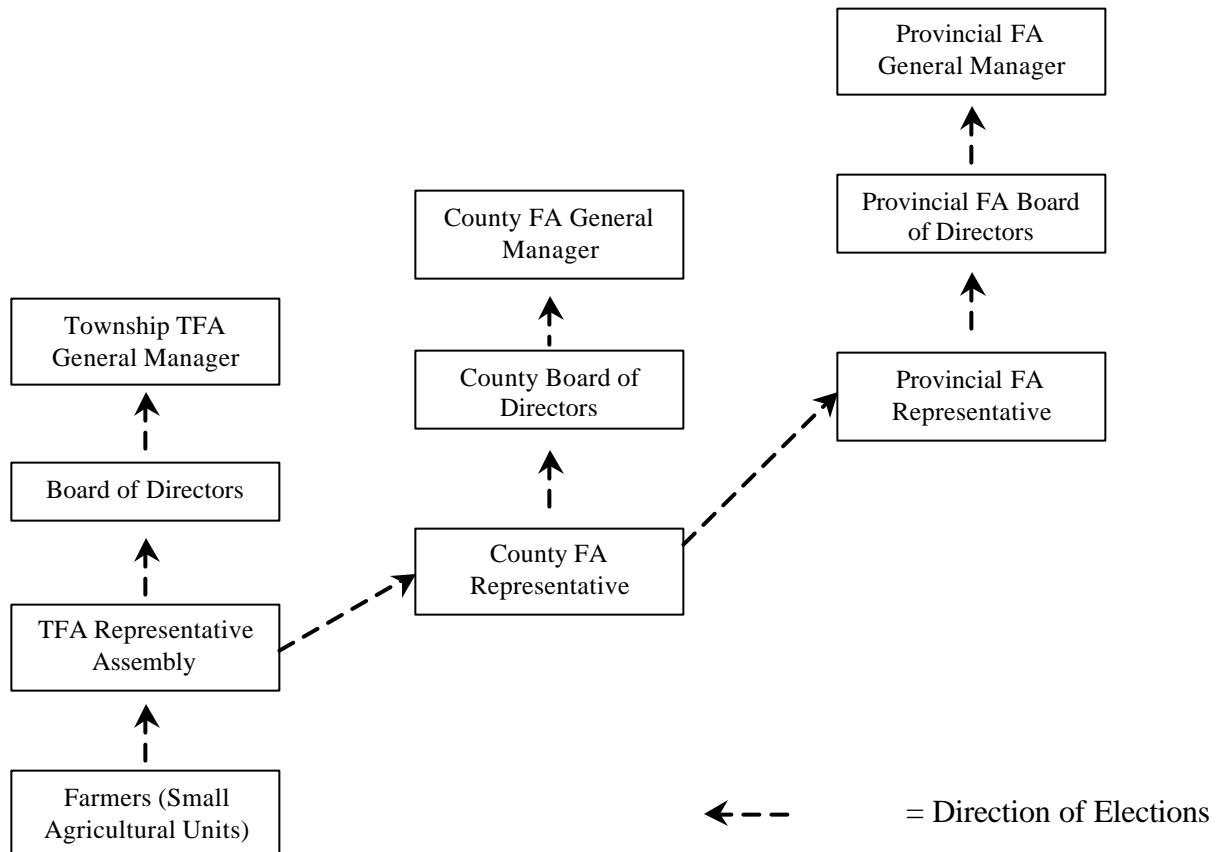 Provincial FA
General Manager
County FA General
Manager
Provincial FA Board
of Directors
Township TFA
General Manager
County Board of
Directors
Provincial FA
Representative
Board of Directors
County FA
Representative
TFA Representative
Assembly
Farmers (Small
Agricultural Units)
= Direction of Elections